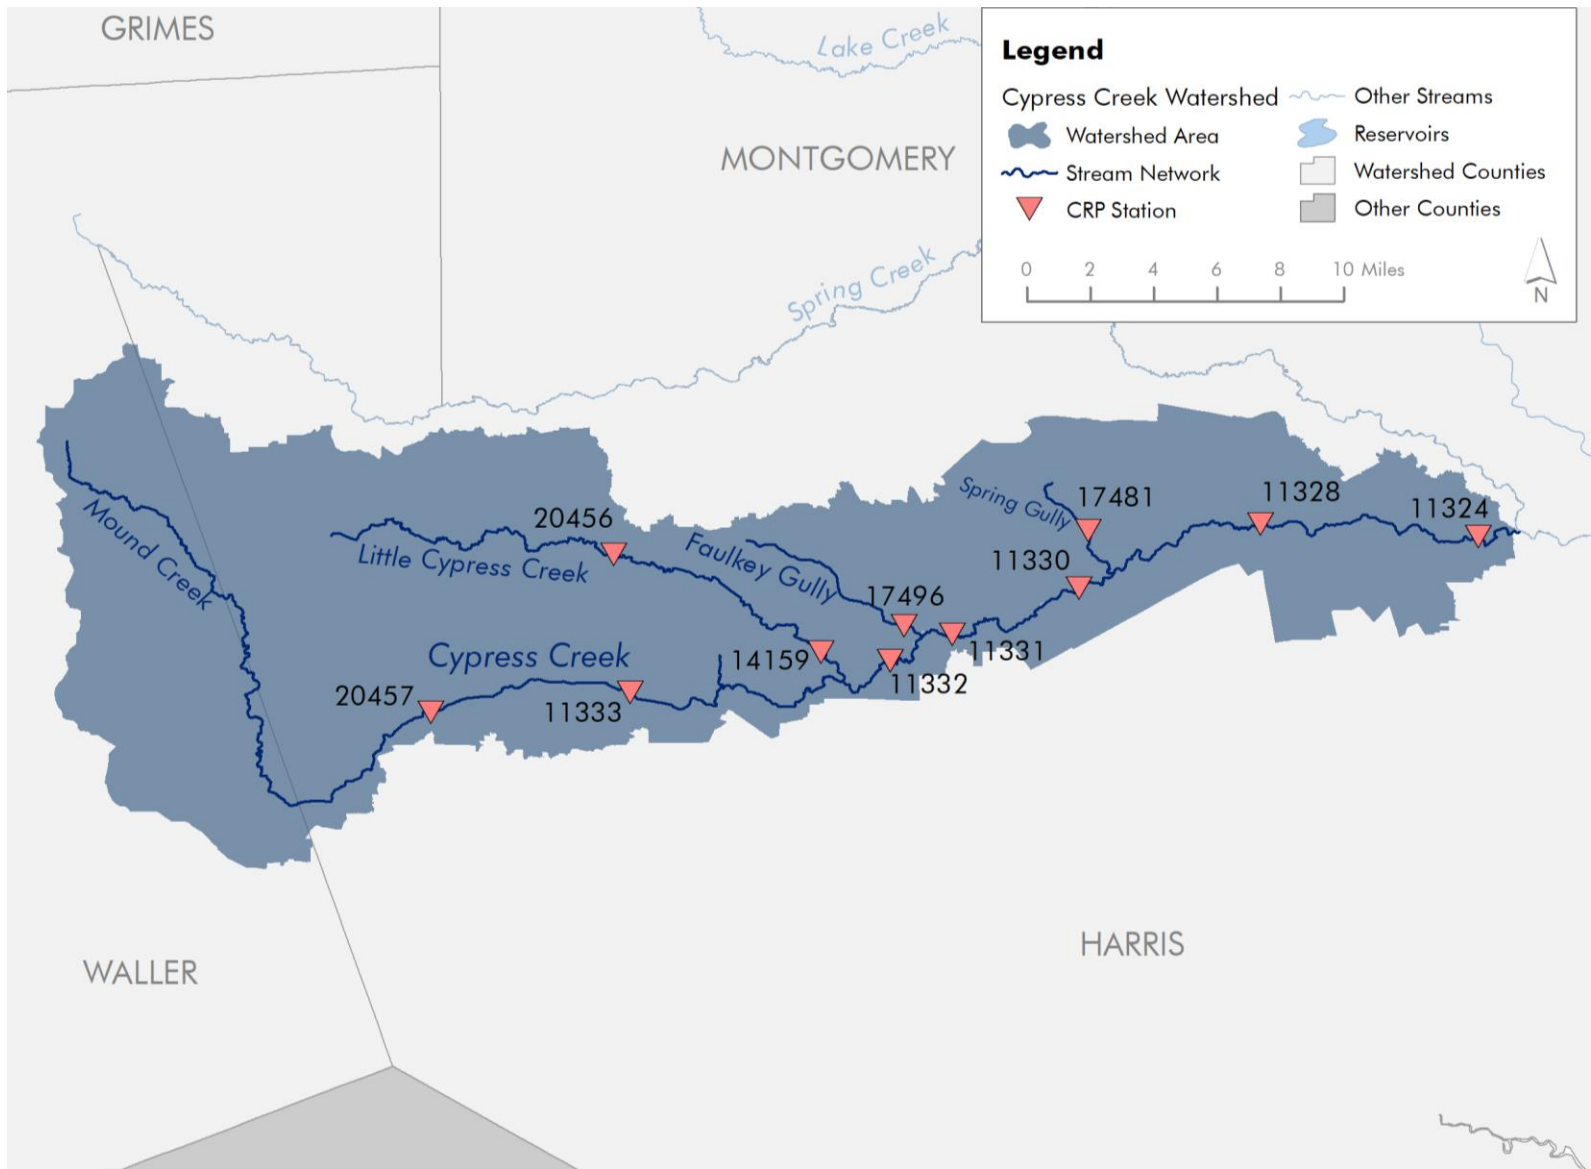 GRIMES
Lake Creek
Legend
Cypress Creek Watershed
Watershed Area
Stream Network
CRP Station
Other Streams
Reservoirs
Watershed Counties
Other Counties
0 2 4 6 8 10 Miles
N
MONTGOMERY
Spring Creek
Mound Creek
20456
Little Cypress Creek
Faulkey Gully
Spring Gully
17481
11328
11324
11330
17496
11331
14159
11332
Cypress Creek
20457
11333
WALLER
HARRIS